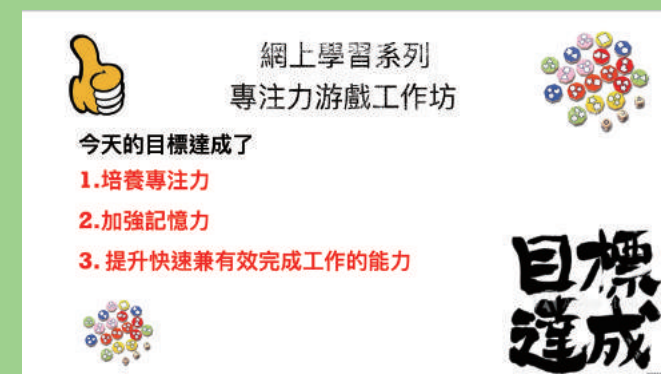 網上學習系列
專注力游戲工作坊
今天的目標達成了
1.培養專注力
2.加強記憶力
3. 提升快速兼有效完成工作的能力
目標
達成